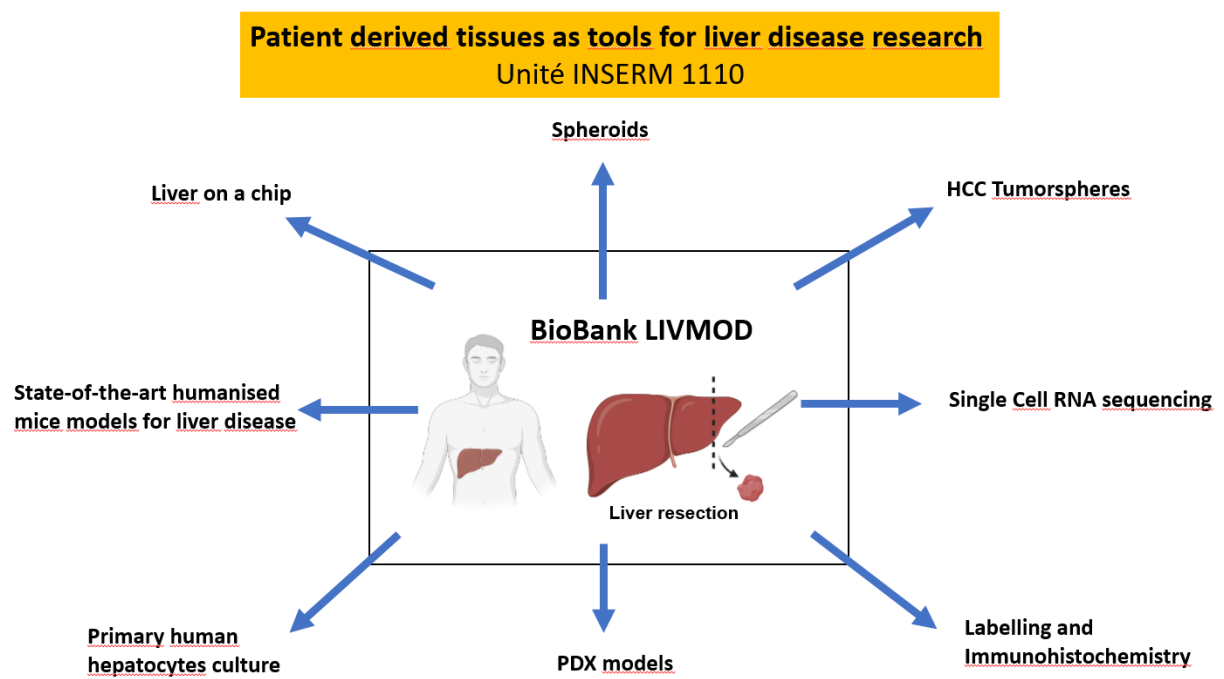 Patient derived tissues as tools for liver disease research
Unité INSERM 1110
Spheroids
Liver on a chip
HCC Tumorspheres
BioBank LIVMOD
State-of-the-art humanised
mice models for liver disease
Single Cell RNA sequencing
Liver resection
Primary human
hepatocytes culture
PDX models
Labelling and
Immunohistochemistry